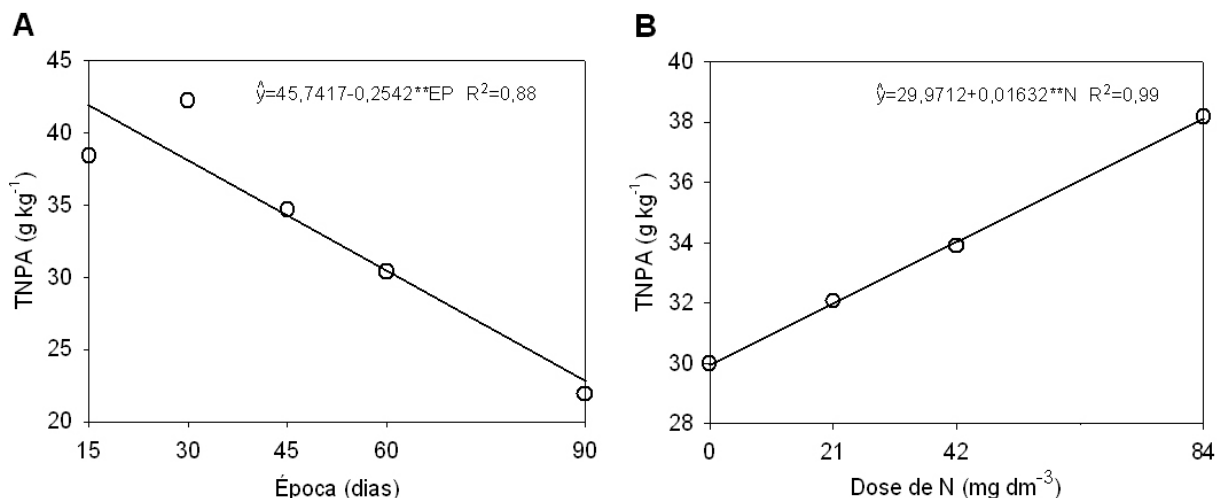 A
ŷ=45,7417-0,2542**EP R²=0,88
TNPA (g kg⁻¹)
45
40
35
30
25
20
15
30
45
60
90
Época (dias)
B
ŷ=29,9712+0,01632**N R²=0,99
TNPA (g kg⁻¹)
40
38
36
34
32
30
28
0
21
42
84
Dose de N (mg dm⁻³)